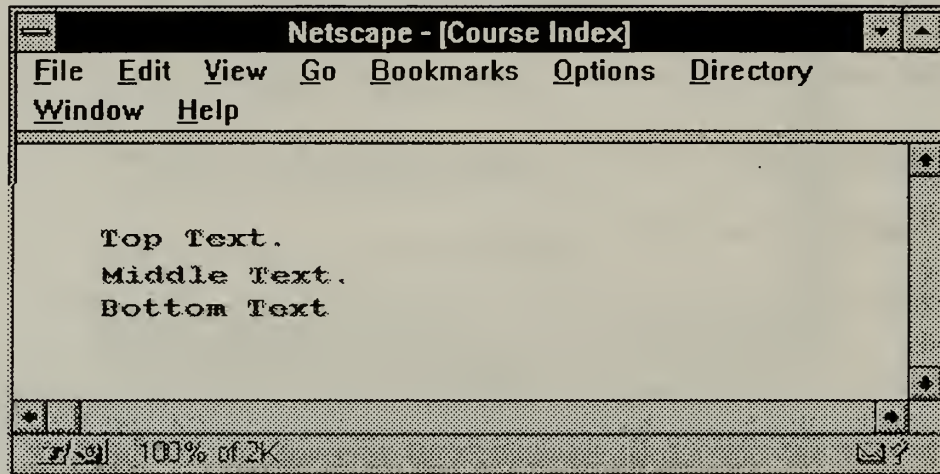 Netscape - [Course Index]
File Edit View Go Bookmarks Options Directory
Window Help
Top Text.
Middle Text.
Bottom Text
100% of 2K
?